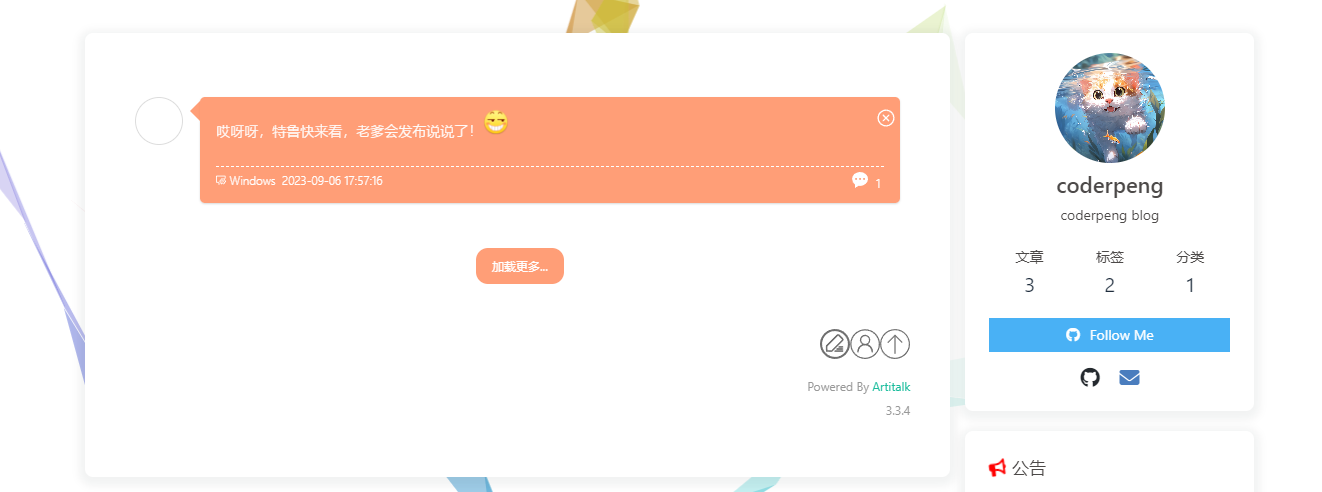 哎呀呀，特鲁快来看，老爹会发布说说了！
Windows 2023-09-06 17:57:16
1
加载更多...
Powered By Artitalk
3.3.4
coderpeng
coderpeng blog
文章 标签 分类
3 2 1
Follow Me
公告